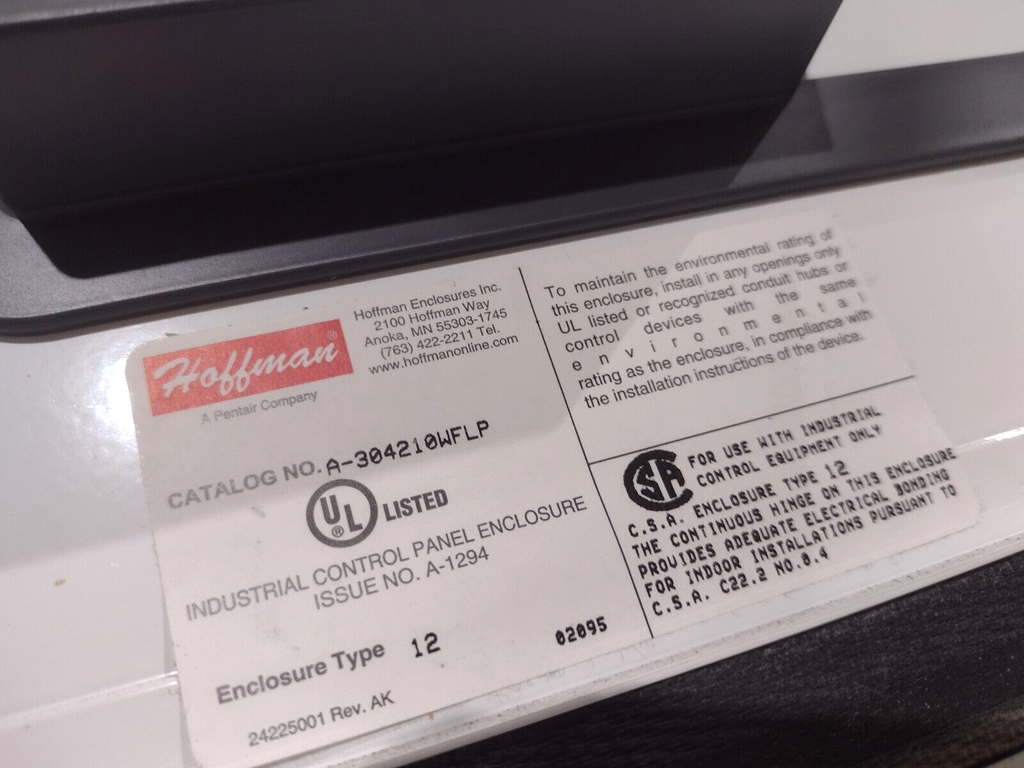 Hoffman®
A Pentair Company
Hoffman Enclosures Inc.
2100 Hoffman Way
Anoka, MN 55303-1745
(763) 422-2211 Tel.
www.hoffmanonline.com
CATALOG NO. A-304210WFLP
UL® LISTED
INDUSTRIAL CONTROL PANEL ENCLOSURE
ISSUE NO. A-1294
Enclosure Type 12
02095
24225001 Rev. AK
To maintain the environmental rating of
this enclosure, install in any openings only
UL listed or recognized conduit hubs or
control devices with the same
environmental
rating as the enclosure, in compliance with
the installation instructions of the device.
SA FOR USE WITH INDUSTRIAL
CONTROL EQUIPMENT ONLY
C.S.A. ENCLOSURE TYPE 12
THE CONTINUOUS HINGE ON THIS ENCLOSURE
PROVIDES ADEQUATE ELECTRICAL BONDING
FOR INDOOR INSTALLATIONS PURSUANT TO
C.S.A. C22.2 NO.0.4